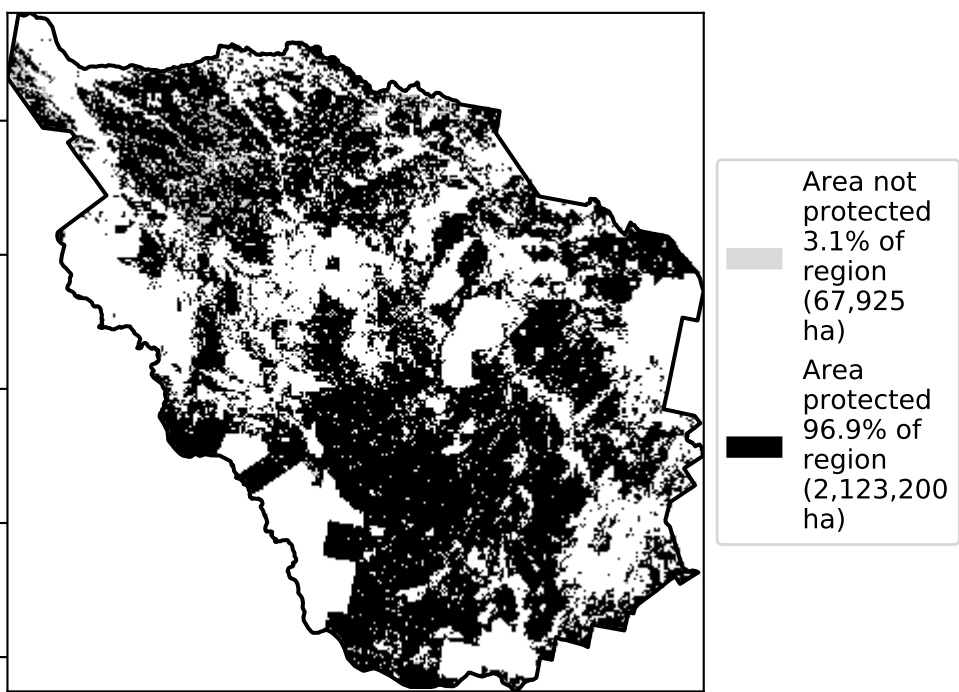 Area not
protected
3.1% of
region
(67,925
ha)
Area
protected
96.9% of
region
(2,123,200
ha)